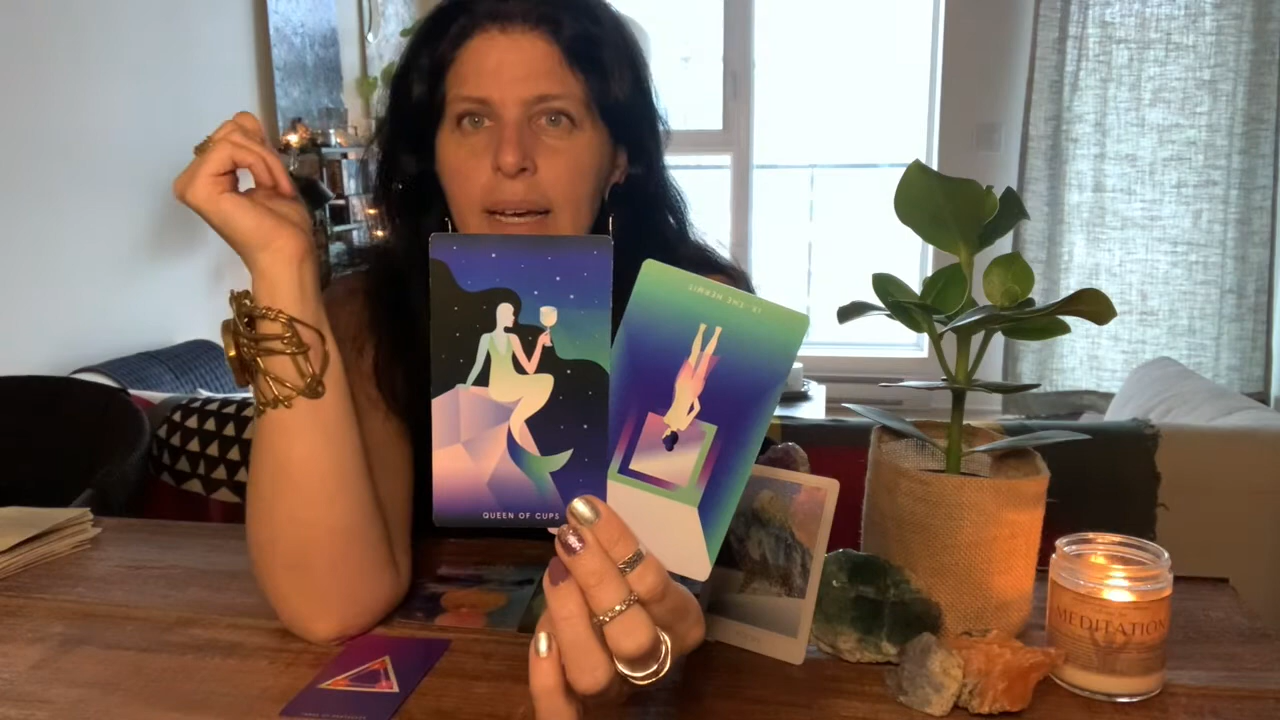 IX · THE HERMIT
QUEEN OF CUPS
MEDITATION